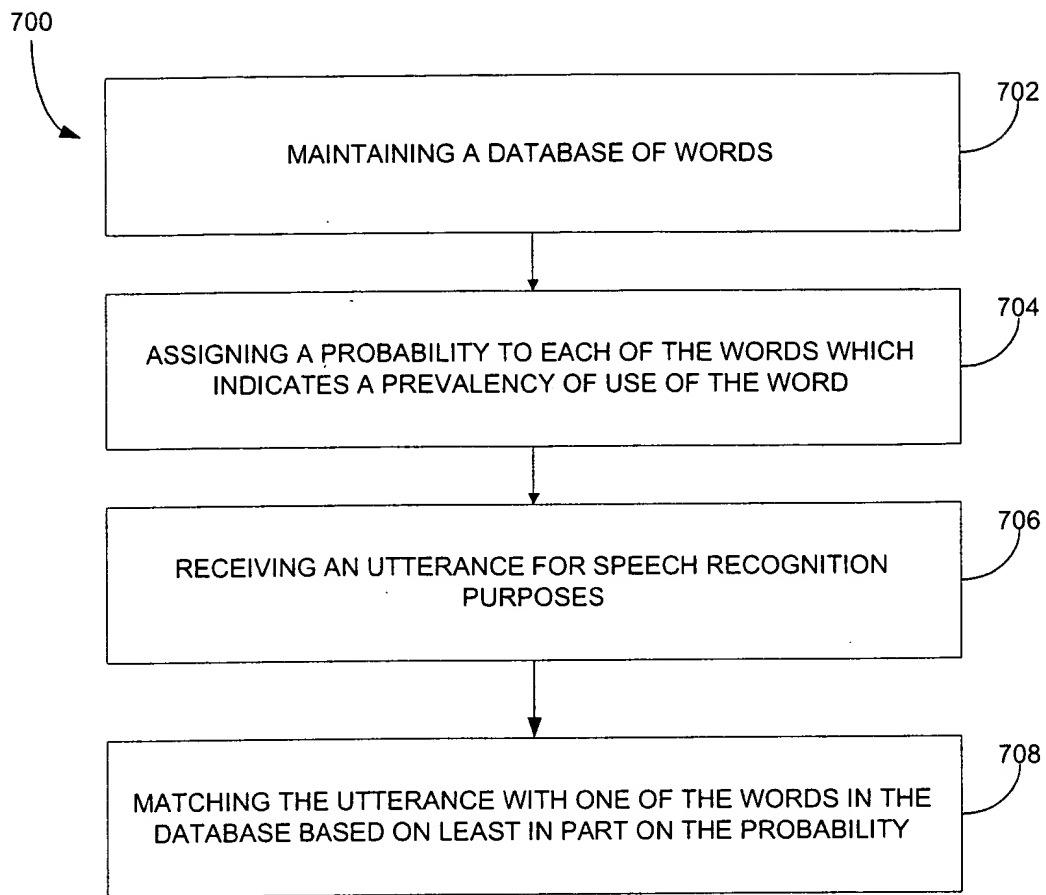 700
702
MAINTAINING A DATABASE OF WORDS
704
ASSIGNING A PROBABILITY TO EACH OF THE WORDS WHICH
INDICATES A PREVALENCY OF USE OF THE WORD
706
RECEIVING AN UTTERANCE FOR SPEECH RECOGNITION
PURPOSES
708
MATCHING THE UTTERANCE WITH ONE OF THE WORDS IN THE
DATABASE BASED ON LEAST IN PART ON THE PROBABILITY